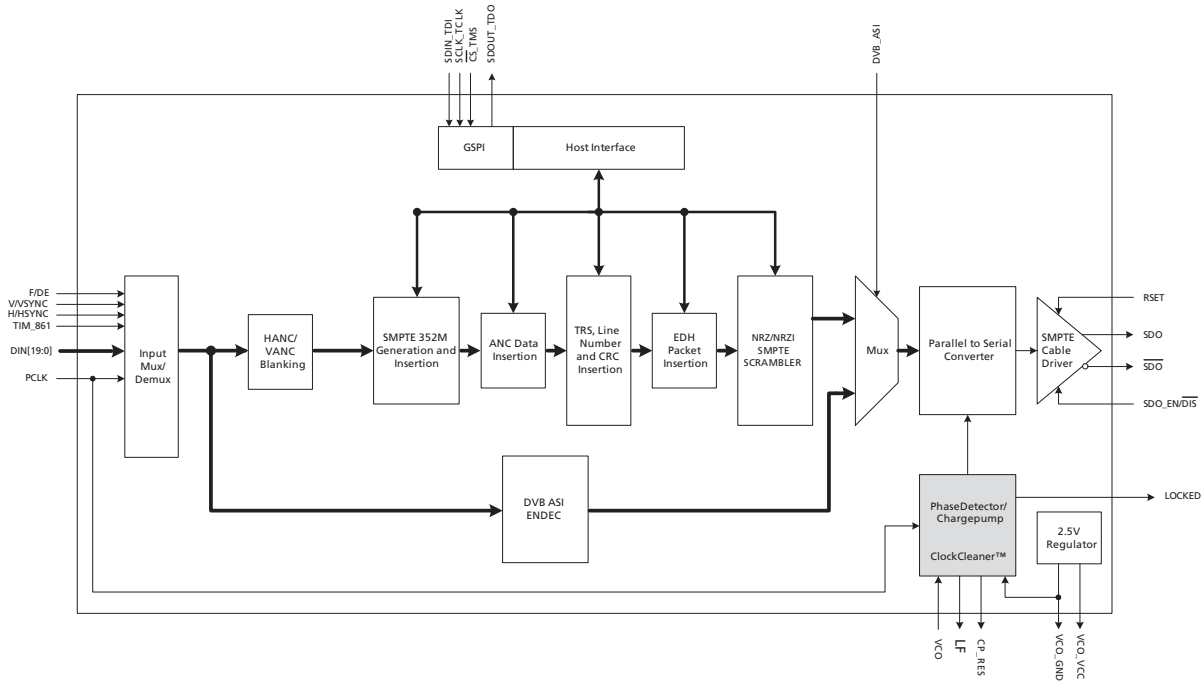 SDIN_TDI
SCLK_TCLK
CS_TMS
SDOUT_TDO
DVB_ASI
GSPI
Host Interface
F/DE
V/VSYNC
H/HSYNC
TIM_861
DIN[19:0]
PCLK
Input
Mux/
Demux
HANC/
VANC
Blanking
SMPTE 352M
Generation and
Insertion
ANC Data
Insertion
TRS, Line
Number
and CRC
Insertion
EDH
Packet
Insertion
NRZ/NRZI
SMPTE
SCRAMBLER
Mux
Parallel to Serial
Converter
SMPTE
Cable
Driver
RSET
SDO
SDO
SDO_EN/DIS
DVB ASI
ENDEC
PhaseDetector/
Chargepump
ClockCleaner™
LOCKED
2.5V
Regulator
VCO
LF
CP_RES
VCO_GND
VCO_VCC